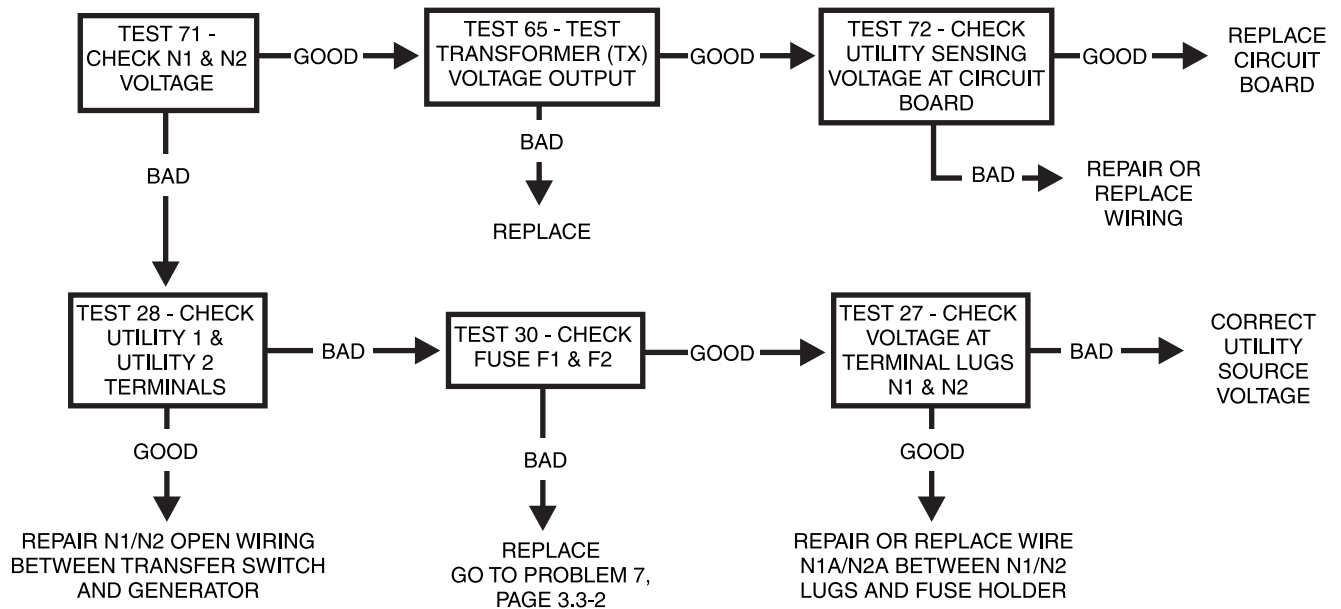 TEST 71 -
CHECK N1 & N2
VOLTAGE
GOOD
TEST 65 - TEST
TRANSFORMER (TX)
VOLTAGE OUTPUT
GOOD
TEST 72 - CHECK
UTILITY SENSING
VOLTAGE AT CIRCUIT
BOARD
GOOD
REPLACE
CIRCUIT
BOARD
BAD
BAD
REPLACE
BAD
REPAIR OR
REPLACE
WIRING
TEST 28 - CHECK
UTILITY 1 &
UTILITY 2
TERMINALS
BAD
TEST 30 - CHECK
FUSE F1 & F2
GOOD
TEST 27 - CHECK
VOLTAGE AT
TERMINAL LUGS
N1 & N2
BAD
CORRECT
UTILITY
SOURCE
VOLTAGE
GOOD
REPAIR N1/N2 OPEN WIRING
BETWEEN TRANSFER SWITCH
AND GENERATOR
BAD
REPLACE
GO TO PROBLEM 7,
PAGE 3.3-2
GOOD
REPAIR OR REPLACE WIRE
N1A/N2A BETWEEN N1/N2
LUGS AND FUSE HOLDER